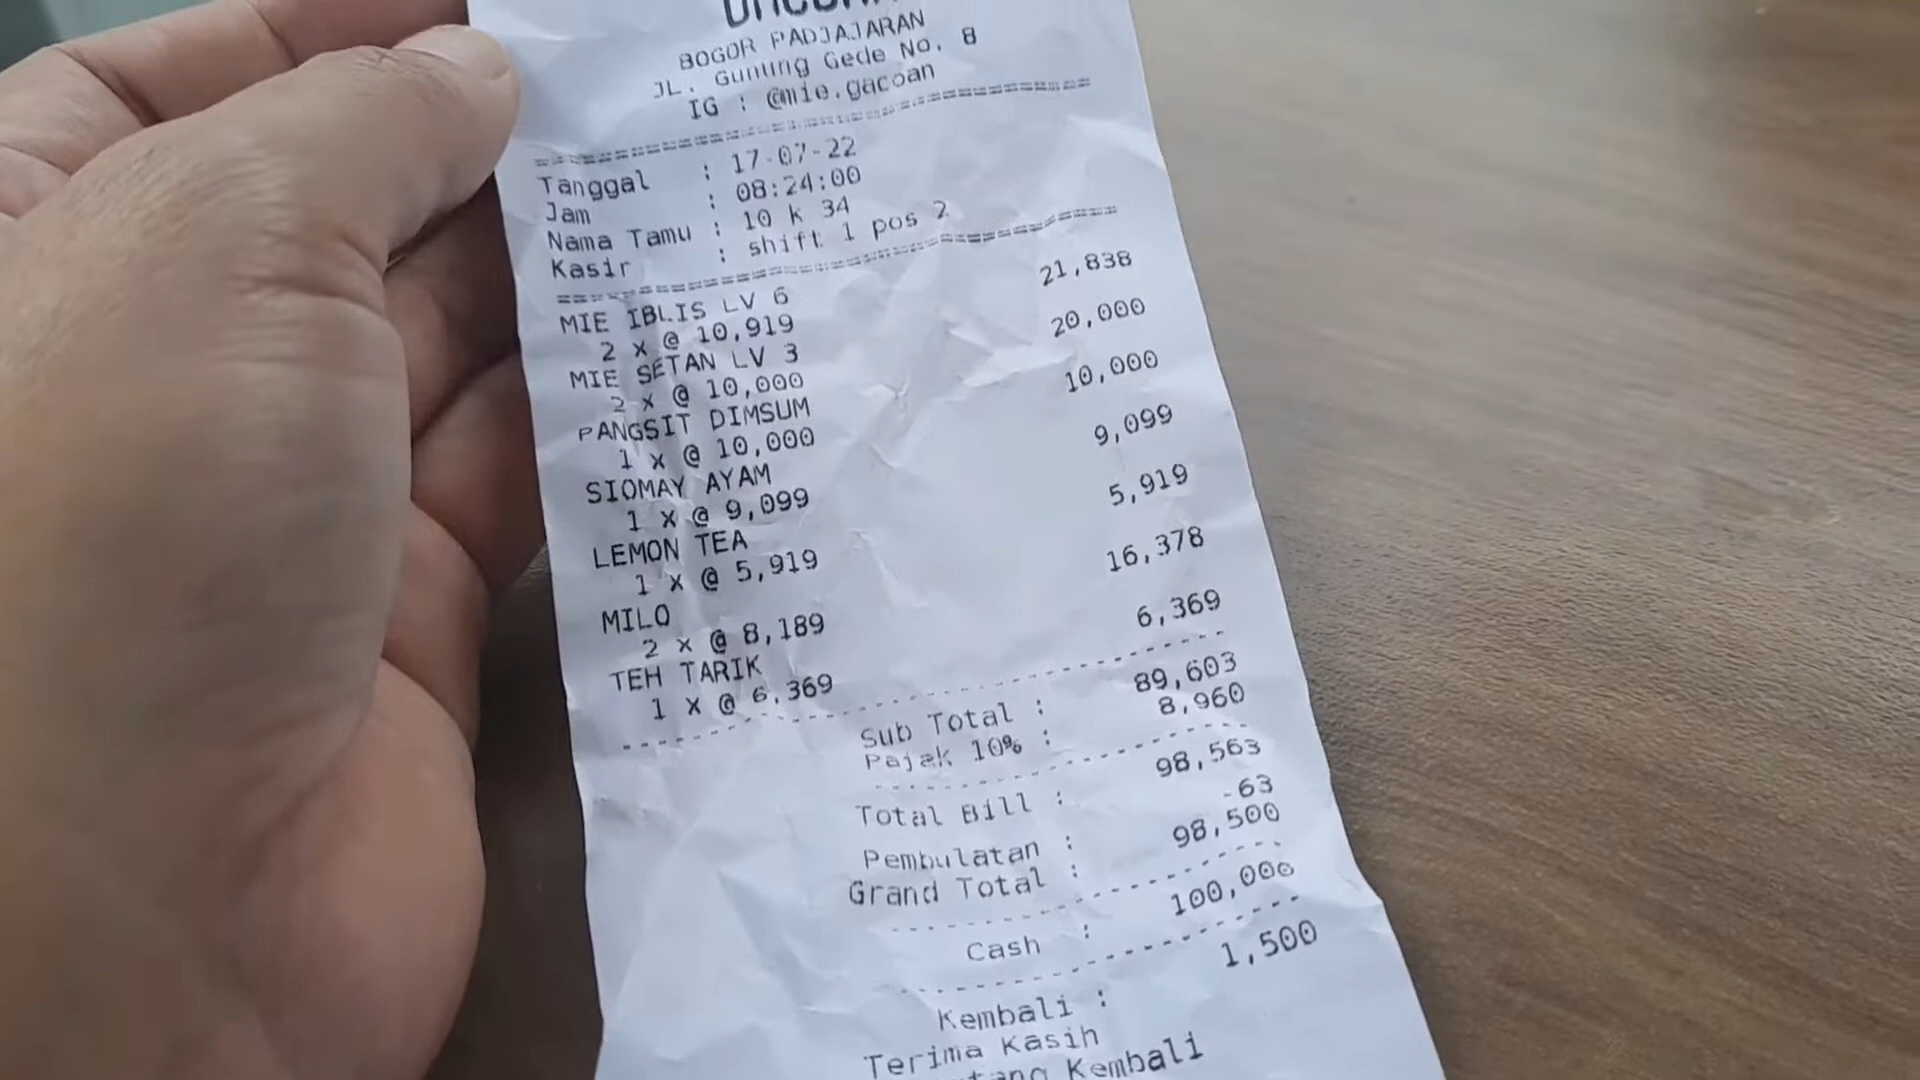 BOGOR PADJAJARAN
JL. Gunung Gede No. 8
IG : @mie.gacoan
Tanggal : 17-07-22
Jam : 08:24:00
Nama Tamu : 10 k 34
Kasir : shift 1 pos 2
MIE IBLIS LV 6
2 x @ 10,919 21,838
MIE SETAN LV 3
2 x @ 10,000 20,000
PANGSIT DIMSUM
1 x @ 10,000 10,000
SIOMAY AYAM
1 x @ 9,099 9,099
LEMON TEA
1 x @ 5,919 5,919
MILO
2 x @ 8,189 16,378
TEH TARIK
1 x @ 6,369 6,369
Sub Total : 89,603
Pajak 10% : 8,960
Total Bill : 98,563
Pembulatan : -63
Grand Total : 98,500
Cash : 100,000
Kembali : 1,500
Terima Kasih
Kembali